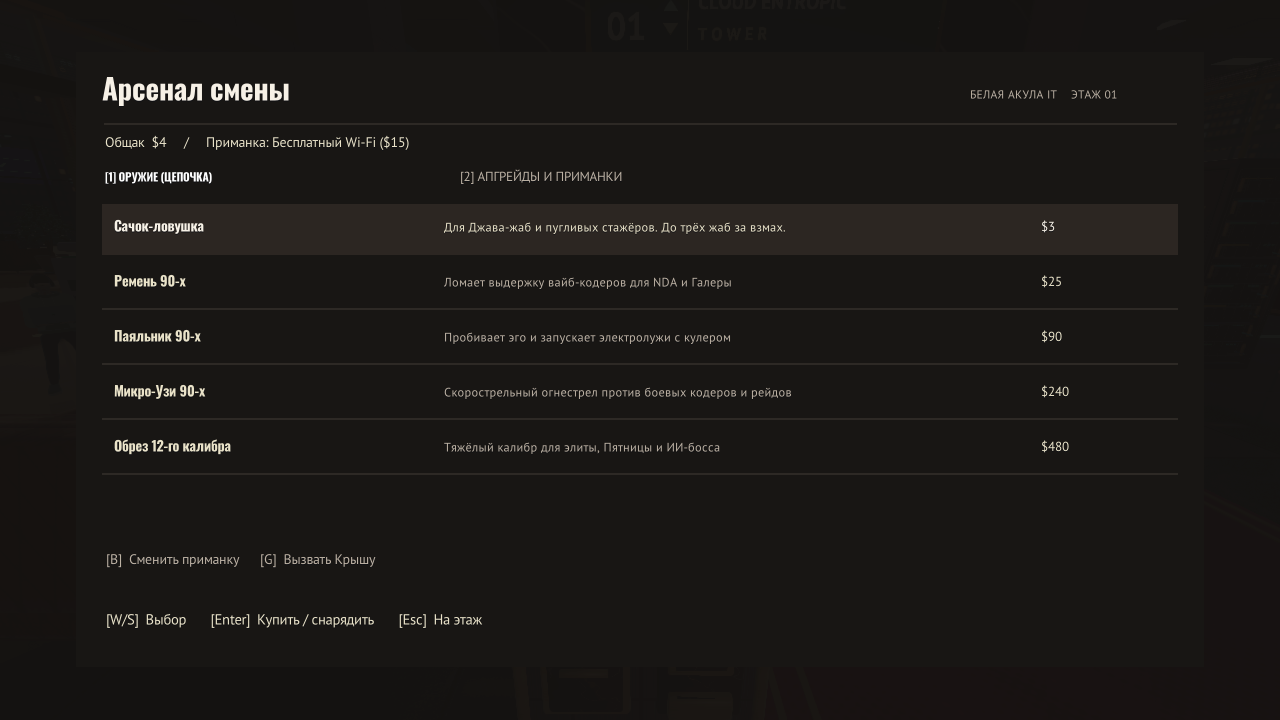 01 CLOUD ENTROPIC
TOWER
Арсенал смены
БЕЛАЯ АКУЛА IT ЭТАЖ 01
Общак $4 / Приманка: Бесплатный Wi-Fi ($15)
[1] ОРУЖИЕ (ЦЕПОЧКА) [2] АПГРЕЙДЫ И ПРИМАНКИ
Сачок-ловушка Для Джава-жаб и пугливых стажёров. До трёх жаб за взмах. $3
Ремень 90-х Ломает выдержку вайб-кодеров для NDA и Галеры $25
Паяльник 90-х Пробивает эго и запускает электролужи с кулером $90
Микро-Узи 90-х Скорострельный огнестрел против боевых кодеров и рейдов $240
Обрез 12-го калибра Тяжёлый калибр для элиты, Пятницы и ИИ-босса $480
[B] Сменить приманку [G] Вызвать Крышу
[W/S] Выбор [Enter] Купить / снарядить [Esc] На этаж